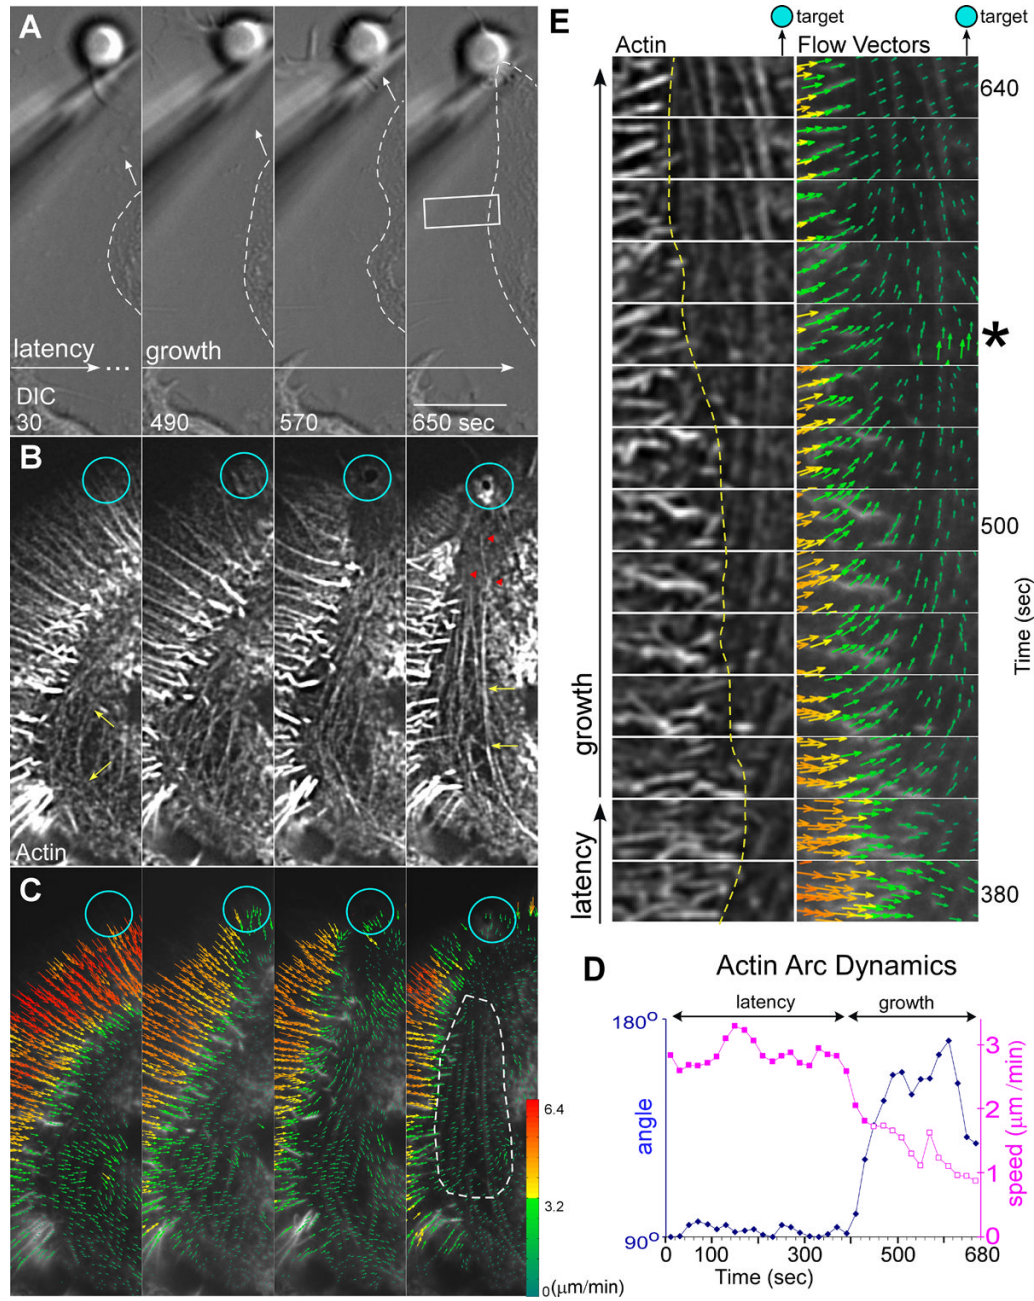 A
latency
...
growth
DIC
30
490
570
650 sec
B
Actin
C
6.4
3.2
0 (μm/min)
E
target
target
Actin
Flow Vectors
640
*
500
380
Time (sec)
growth
latency
D
Actin Arc Dynamics
latency
growth
180°
90°
angle
3
2
1
0
speed (μm /min)
100
300
500
680
Time (sec)